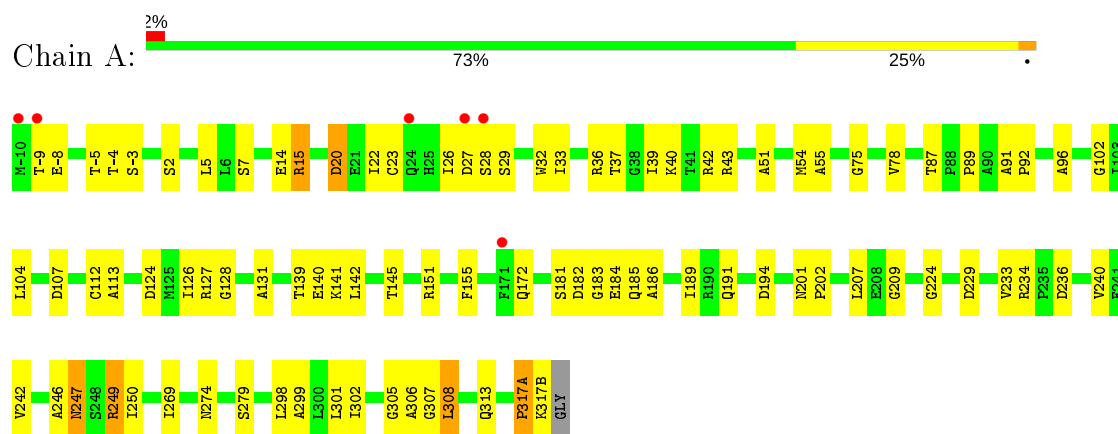 2%
Chain A:
73% 25% •
M-10 T-9 E-8 T-5 T-4 S-3 S2 L5 L6 S7 E14 R15 D20 E21 I22 C23 Q24 H25 I26 D27 S28 S29 W32 I33 R36 T37 G38 I39 K40 T41 R42 R43 A51 M54 A55 G75 V78 T87 P88 P89 A90 A91 P92 A96 G102 I103
L104 D107 C112 A113 D124 M125 I126 R127 G128 A131 T139 E140 K141 L142 T145 R151 F155 F171 Q172 S181 D182 G183 E184 Q185 A186 I189 R190 Q191 D194 N201 P202 L207 E208 G209 G224 D229 V233 R234 P235 D236 V240 E241
V242 A246 N247 S248 R249 I250 I269 N274 S279 L298 A299 L300 L301 I302 G305 A306 G307 L308 Q313 P317A K317B GLY